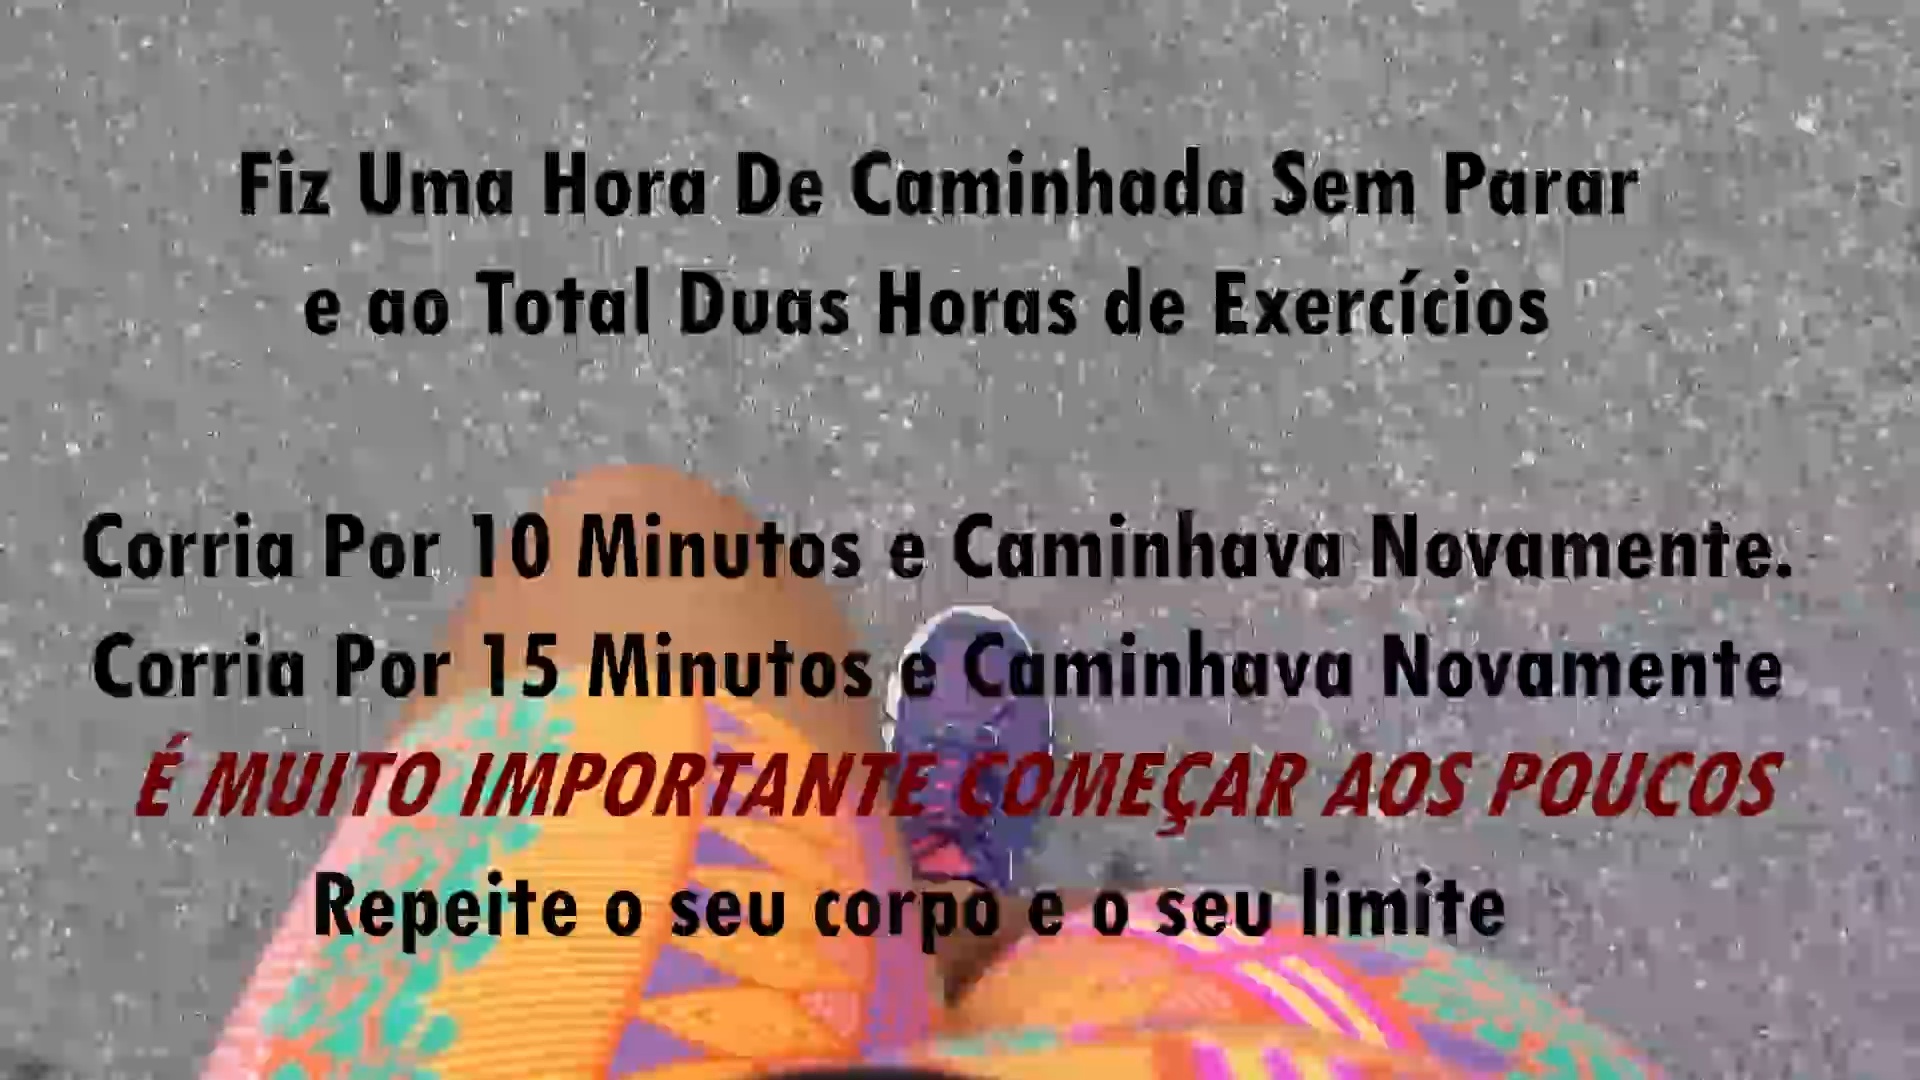 Fiz Uma Hora De Caminhada Sem Parar
e ao Total Duas Horas de Exercícios
Corria Por 10 Minutos e Caminhava Novamente.
Corria Por 15 Minutos e Caminhava Novamente
É MUITO IMPORTANTE COMEÇAR AOS POUCOS
Repeite o seu corpo e o seu limite